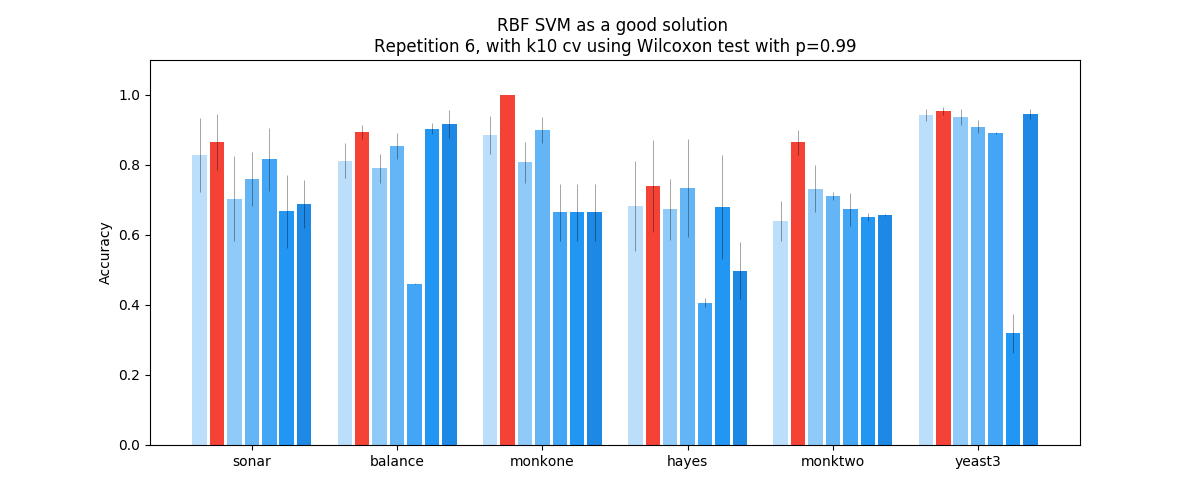 RBF SVM as a good solution
Repetition 6, with k10 cv using Wilcoxon test with p=0.99
Accuracy
1.0
0.8
0.6
0.4
0.2
0.0
sonar balance monkone hayes monktwo yeast3